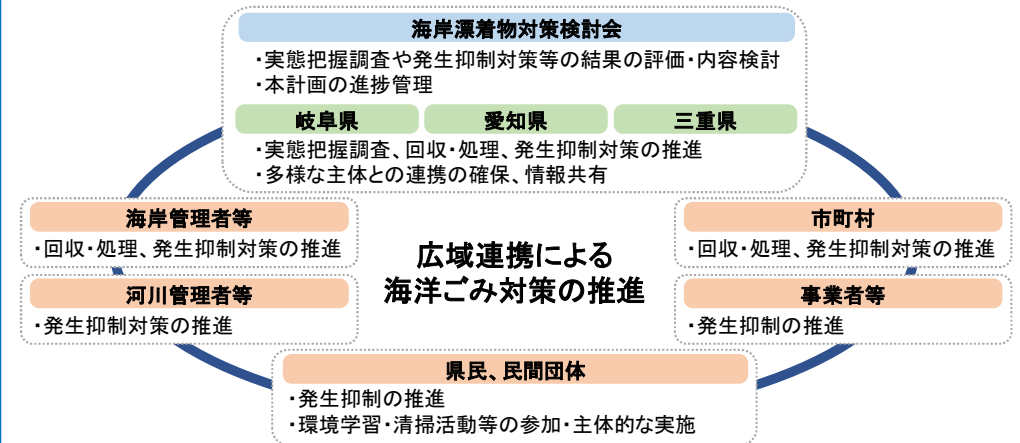 海岸漂着物対策検討会
・実態把握調査や発生抑制対策等の結果の評価・内容検討
・本計画の進捗管理
岐阜県
愛知県
三重県
・実態把握調査、回収・処理、発生抑制対策の推進
・多様な主体との連携の確保、情報共有
海岸管理者等
・回収・処理、発生抑制対策の推進
河川管理者等
・発生抑制対策の推進
広域連携による
海洋ごみ対策の推進
市町村
・回収・処理、発生抑制対策の推進
事業者等
・発生抑制の推進
県民、民間団体
・発生抑制の推進
・環境学習・清掃活動等の参加・主体的な実施